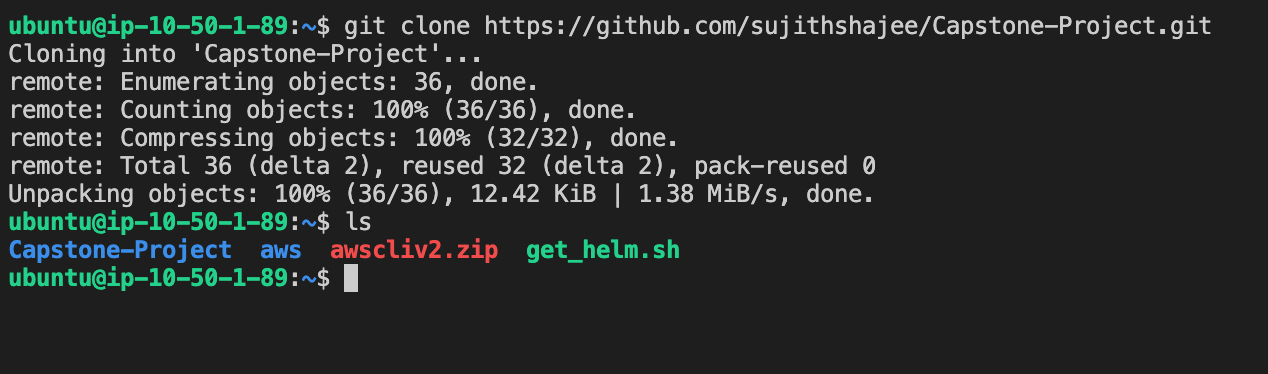 ubuntu@ip-10-50-1-89:~$ git clone https://github.com/sujithshajee/Capstone-Project.git
Cloning into 'Capstone-Project'...
remote: Enumerating objects: 36, done.
remote: Counting objects: 100% (36/36), done.
remote: Compressing objects: 100% (32/32), done.
remote: Total 36 (delta 2), reused 32 (delta 2), pack-reused 0
Unpacking objects: 100% (36/36), 12.42 KiB | 1.38 MiB/s, done.
ubuntu@ip-10-50-1-89:~$ ls
Capstone-Project  aws  awscliv2.zip  get_helm.sh
ubuntu@ip-10-50-1-89:~$